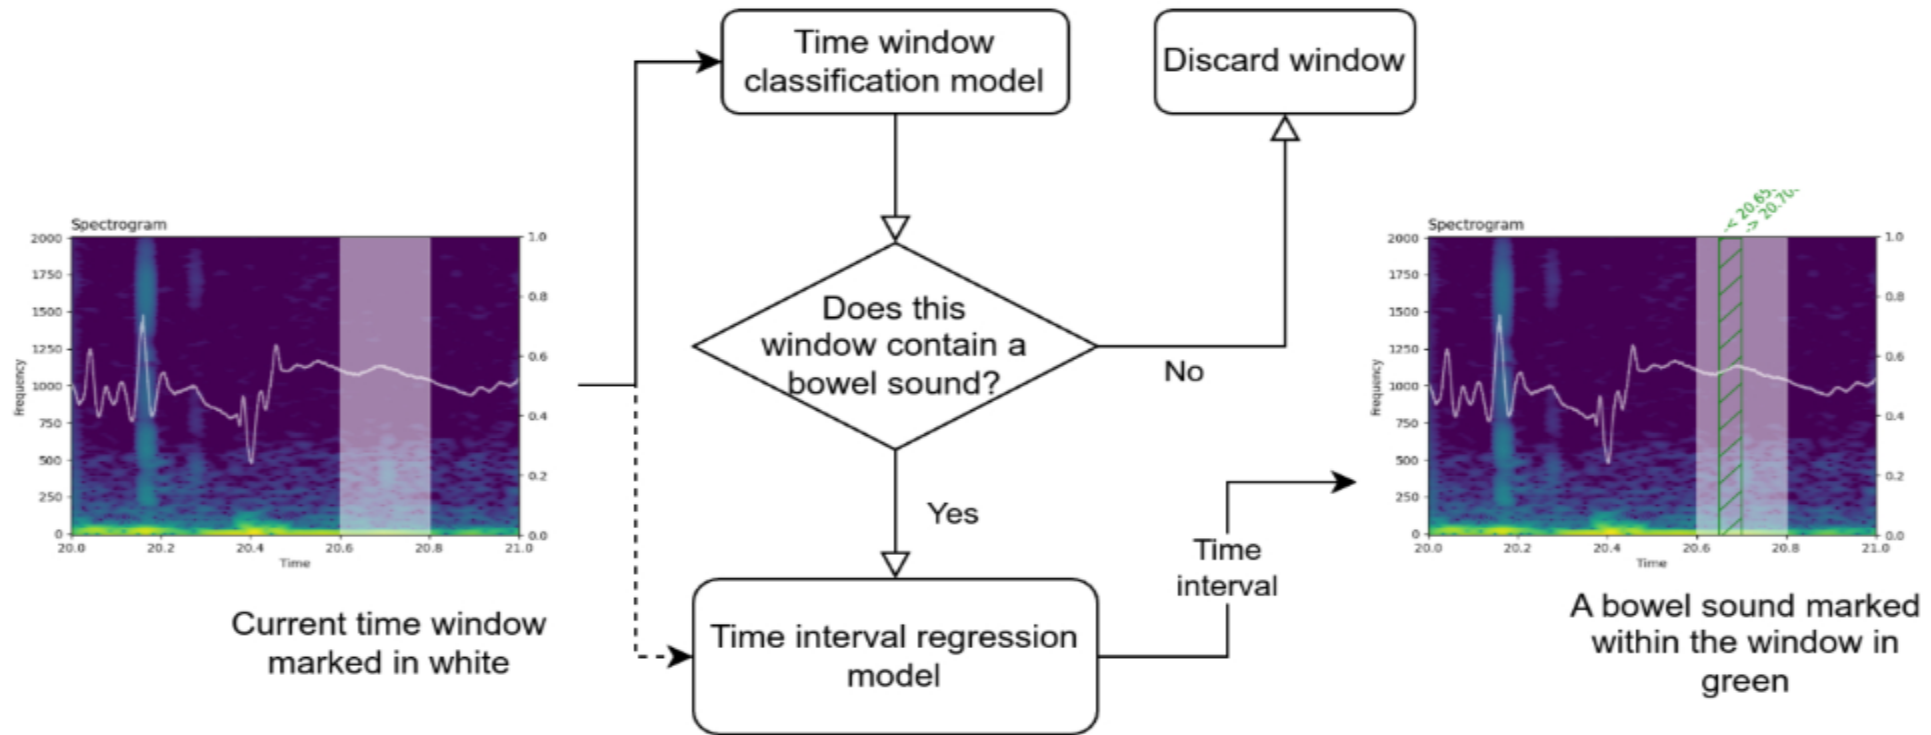 Time window
classification model
Discard window
Spectrogram
2000
1750
1500
1250
1000
750
500
250
0
Frequency
1.0
0.8
0.6
0.4
0.2
0.0
20.0 20.2 20.4 20.6 20.8 21.0
Time
Current time window
marked in white
Does this
window contain a
bowel sound?
No
Yes
Time interval regression
model
Time
interval
Spectrogram
2000
1750
1500
1250
1000
750
500
250
0
Frequency
1.0
0.8
0.6
0.4
0.2
0.0
20.0 20.2 20.4 20.6 20.8 21.0
Time
A bowel sound marked
within the window in
green